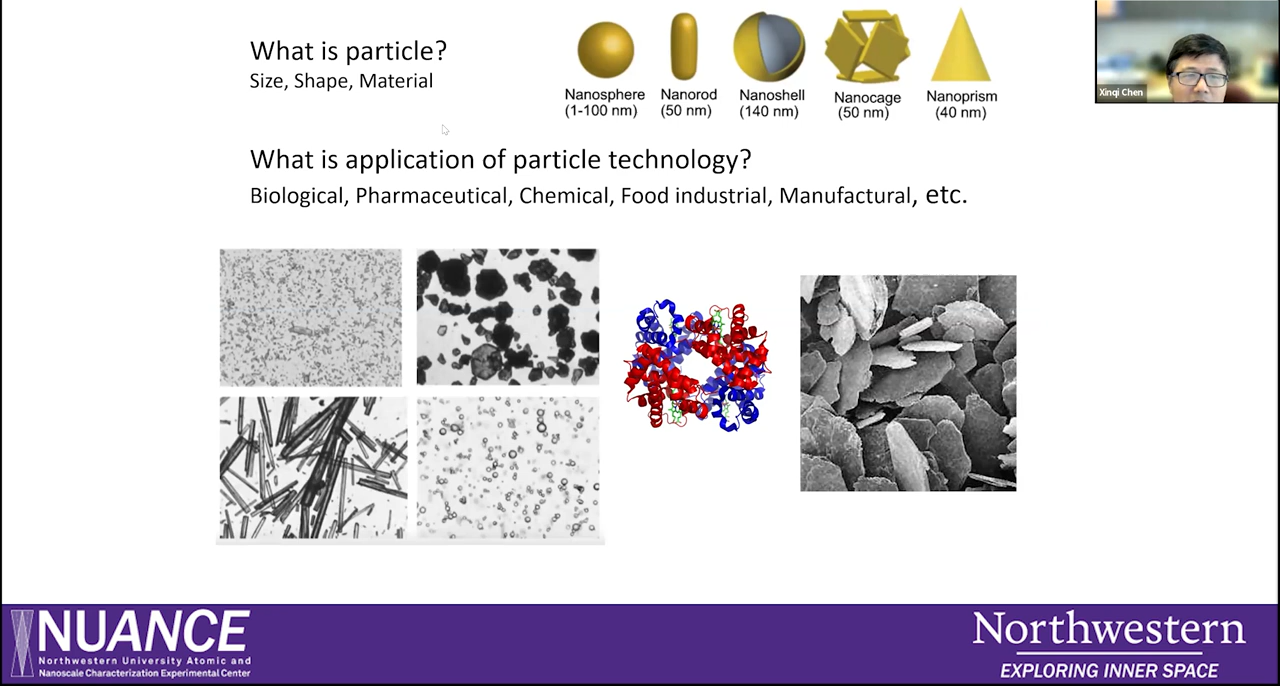 What is particle?
Size, Shape, Material
Nanosphere
(1-100 nm)
Nanorod
(50 nm)
Nanoshell
(140 nm)
Nanocage
(50 nm)
Nanoprism
(40 nm)
Xinqi Chen
What is application of particle technology?
Biological, Pharmaceutical, Chemical, Food industrial, Manufactural, etc.
NUANCE
Northwestern University Atomic and
Nanoscale Characterization Experimental Center
Northwestern
EXPLORING INNER SPACE